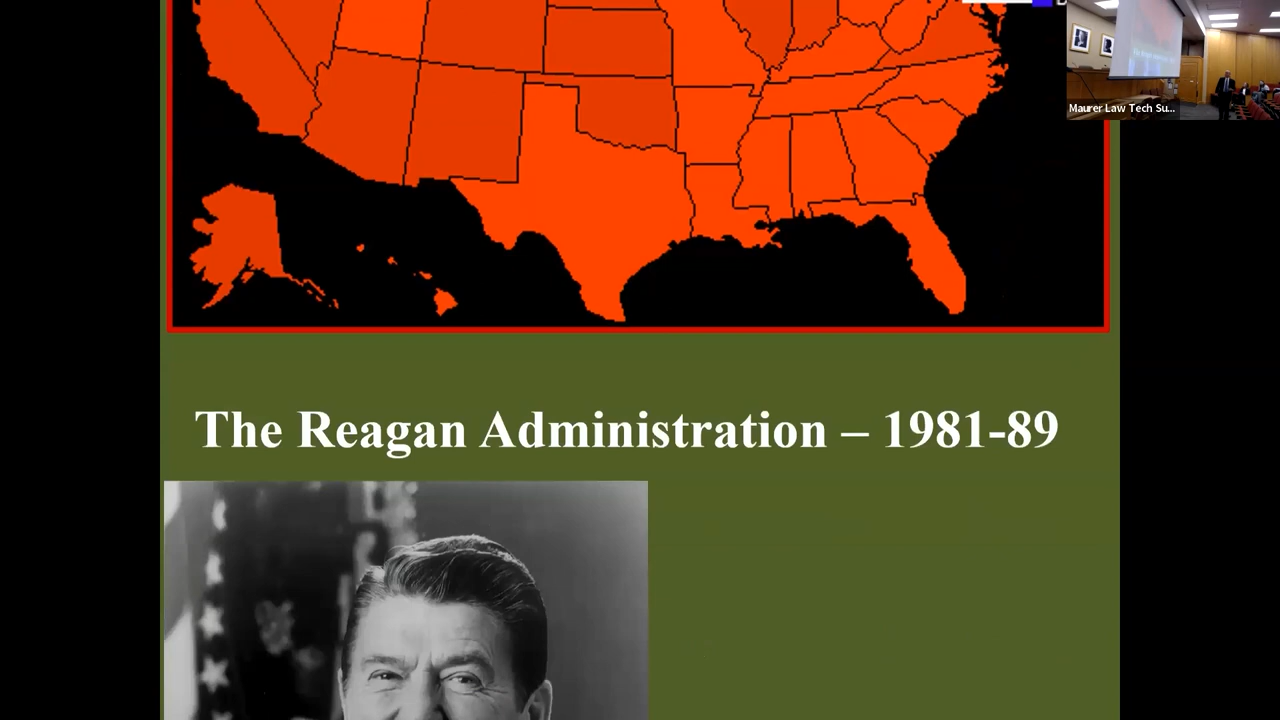 Maurer Law Tech Su...
The Reagan Administration – 1981-89